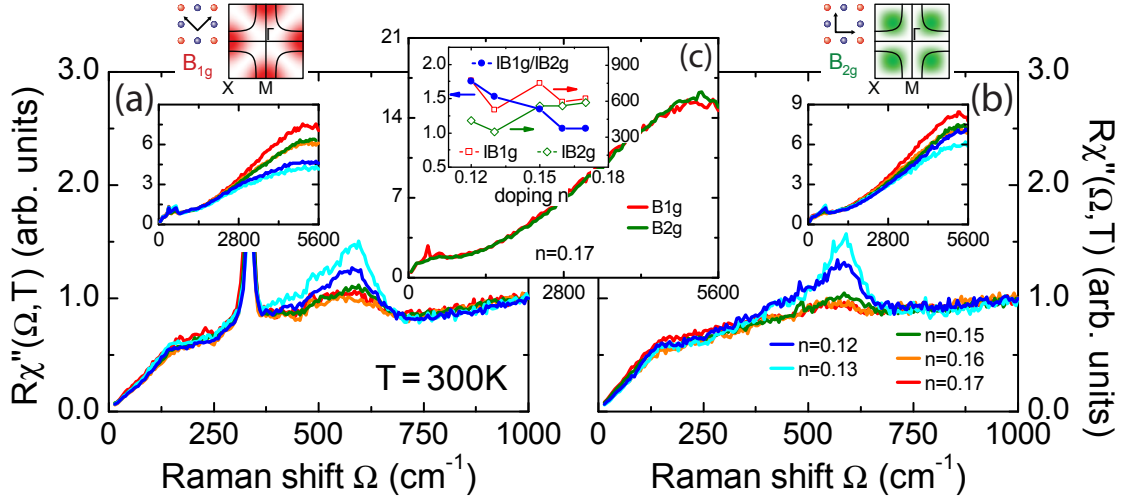 B1g
Γ
X M
B2g
Γ
X M
Rχ''(Ω,T) (arb. units)
3.0
2.0
1.0
0.0
(a)
6
3
0
0 2800 5600
T = 300K
0 250 500 750 1000
Raman shift Ω (cm-1)
(c)
21
14
7
0
0 2800 5600
IB1g/IB2g
2.0
1.5
1.0
0.5
900
600
300
IB1g IB2g
0.12 0.15 0.18
doping n
B1g
B2g
n=0.17
(b)
9
6
3
0
0 2800 5600
n=0.12
n=0.13
n=0.15
n=0.16
n=0.17
0 250 500 750 1000
Raman shift Ω (cm-1)
3.0
2.0
1.0
0.0
Rχ''(Ω,T) (arb. units)